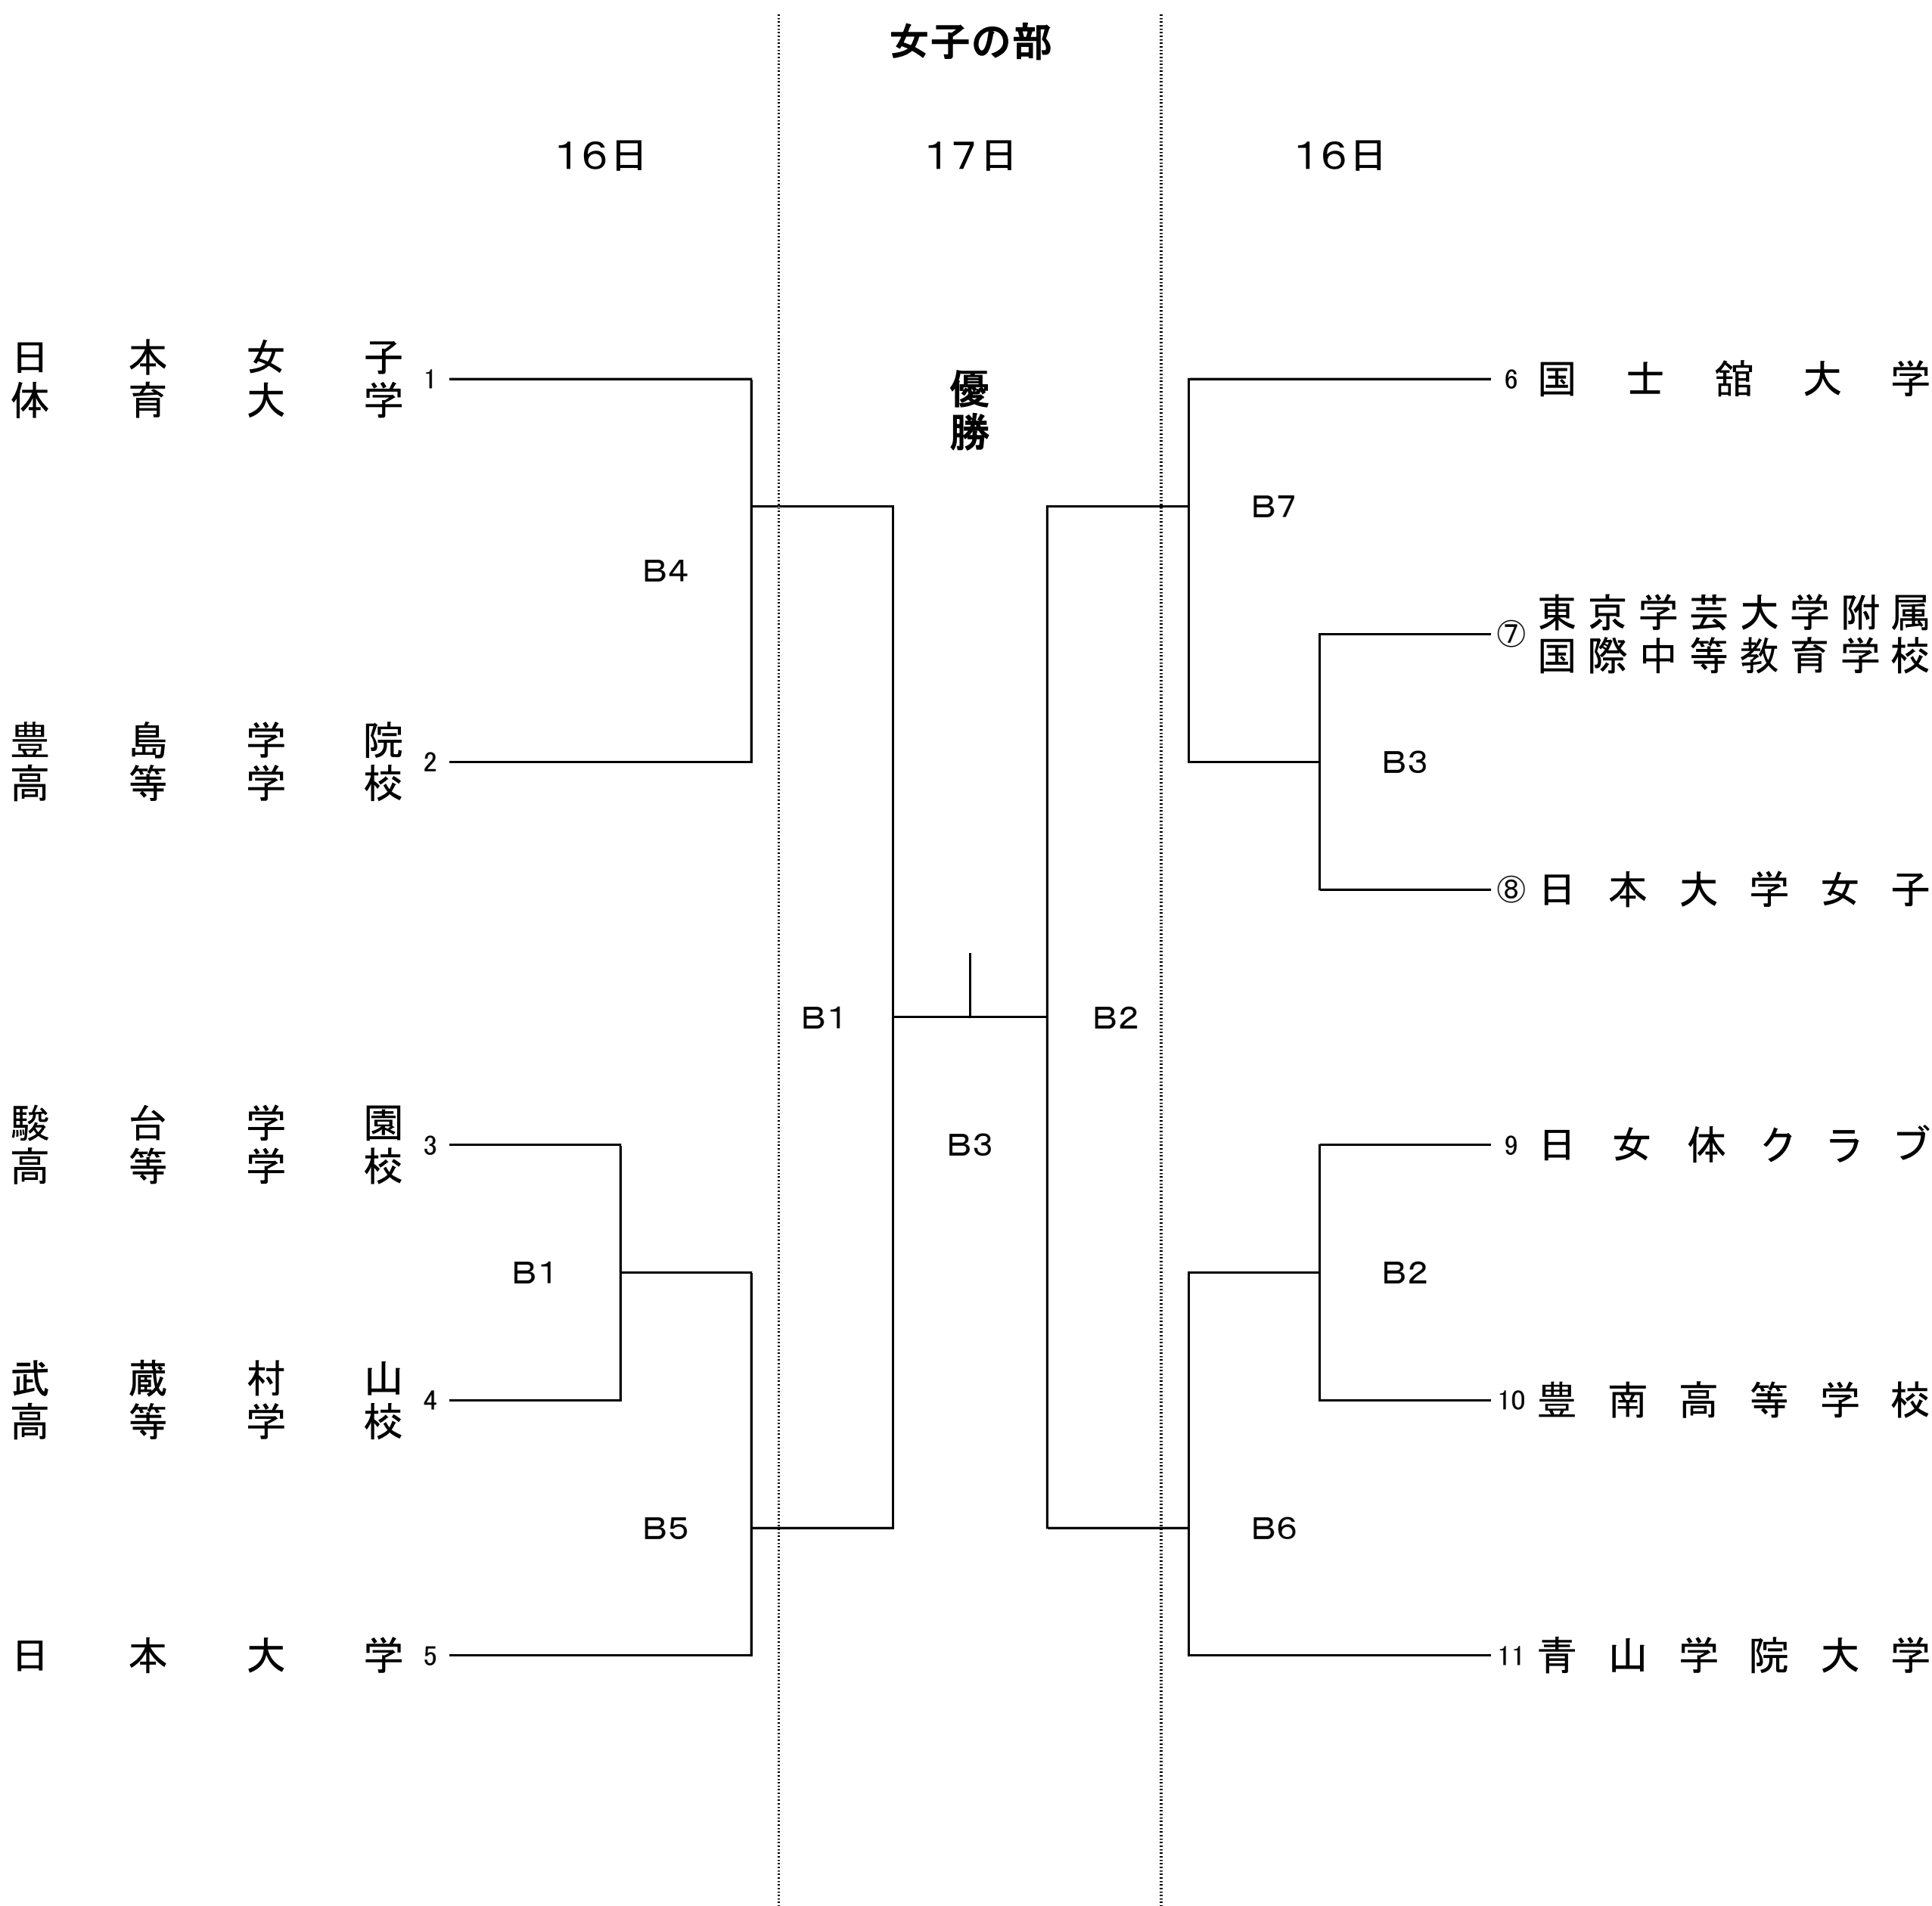 女子の部
16日 17日 16日
優勝
日本女子
体育大学 1
B4
豊島学院
高等学校 2
駿台学園
高等学校 3
B1
武蔵村山
高等学校 4
B5
日本大学 5
B1
B3
B2
6 国士舘大学
B7
⑦ 東京学芸大学附属
国際中等教育学校
B3
⑧ 日本大学女子
9 日女体クラブ
B2
10 豊南高等学校
B6
11 青山学院大学